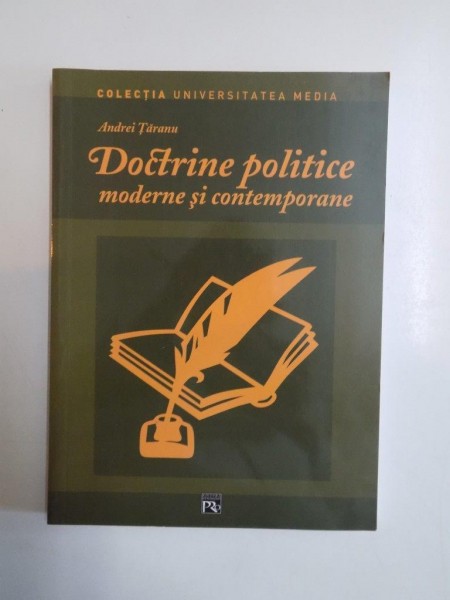 COLECȚIA UNIVERSITATEA MEDIA
Andrei Țăranu
Doctrine politice
moderne și contemporane